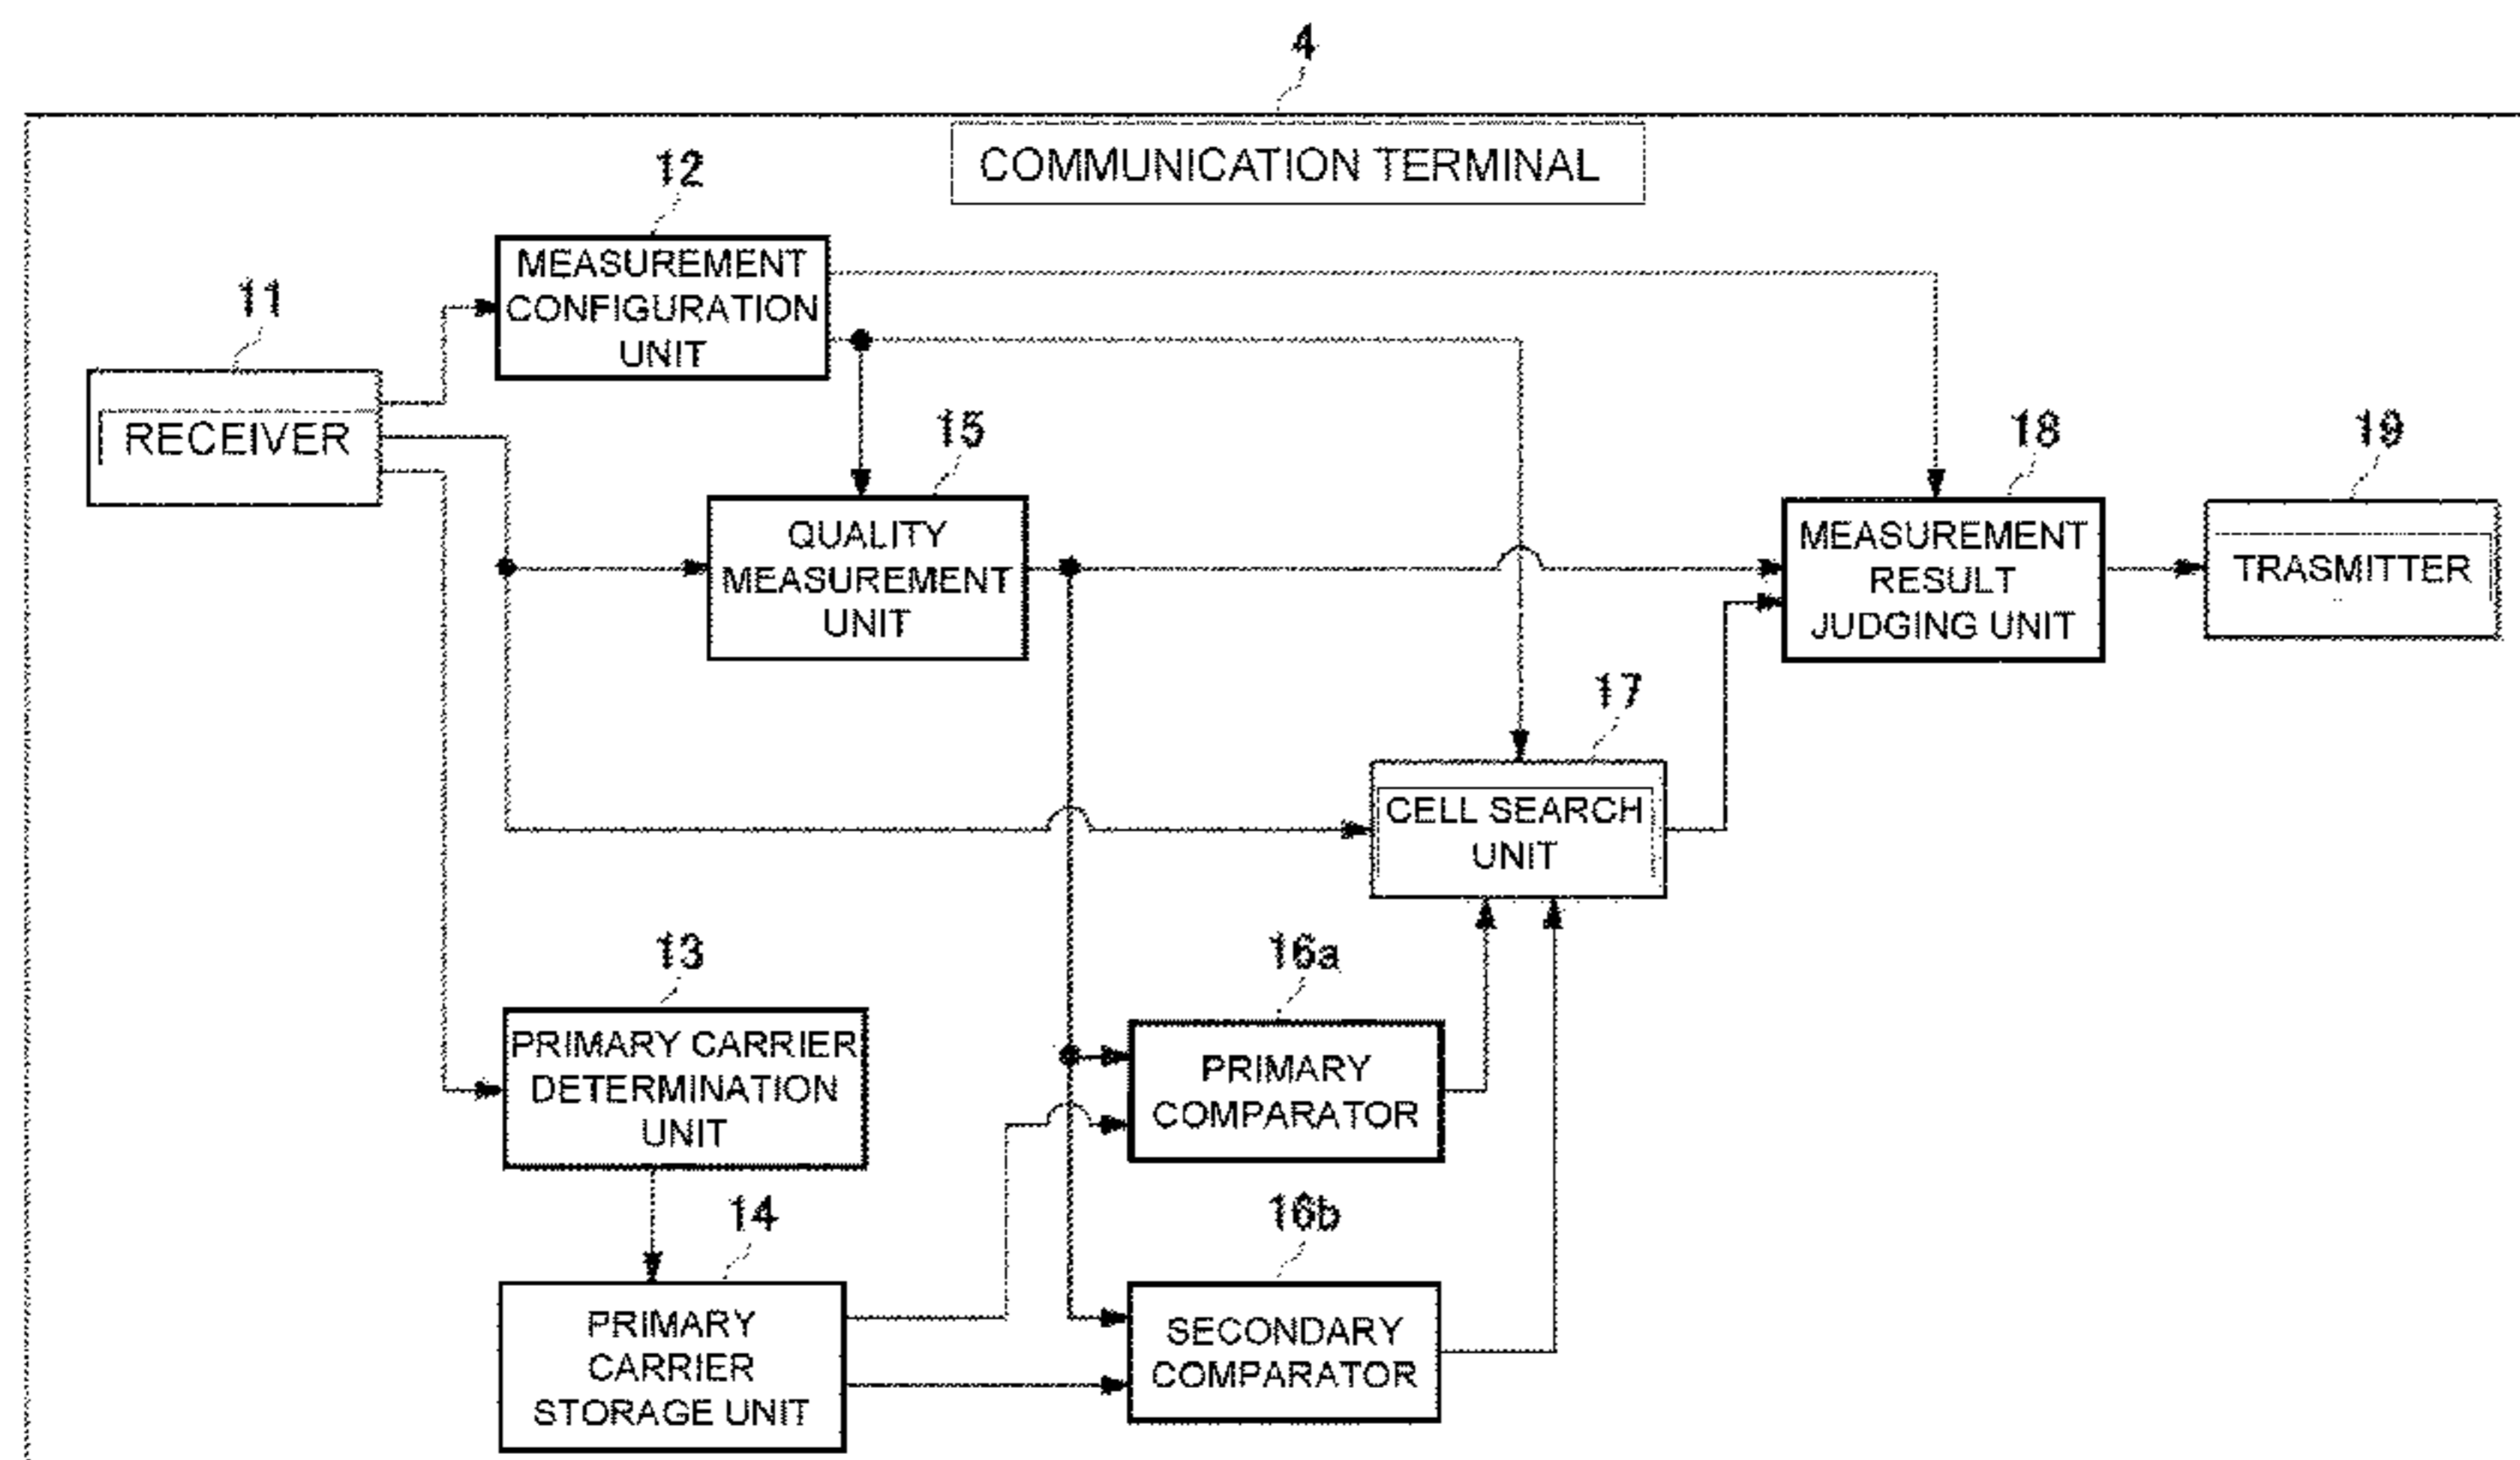 4
COMMUNICATION TERMINAL
12
MEASUREMENT
CONFIGURATION
UNIT
11
RECEIVER
15
QUALITY
MEASUREMENT
UNIT
18
MEASUREMENT
RESULT
JUDGING UNIT
19
TRASMITTER
17
CELL SEARCH
UNIT
13
PRIMARY CARRIER
DETERMINATION
UNIT
16a
PRIMARY
COMPARATOR
14
PRIMARY
CARRIER
STORAGE UNIT
16b
SECONDARY
COMPARATOR